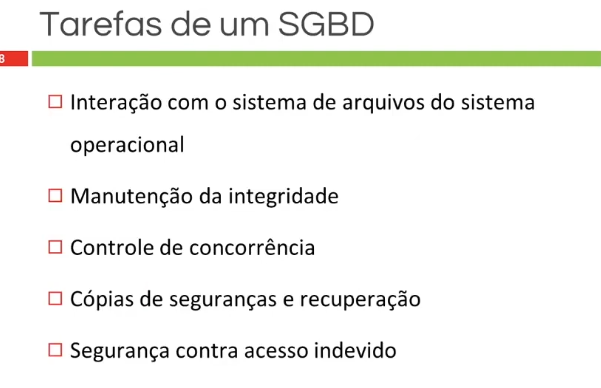 Tarefas de um SGBD
8
Interação com o sistema de arquivos do sistema
operacional
Manutenção da integridade
Controle de concorrência
Cópias de seguranças e recuperação
Segurança contra acesso indevido